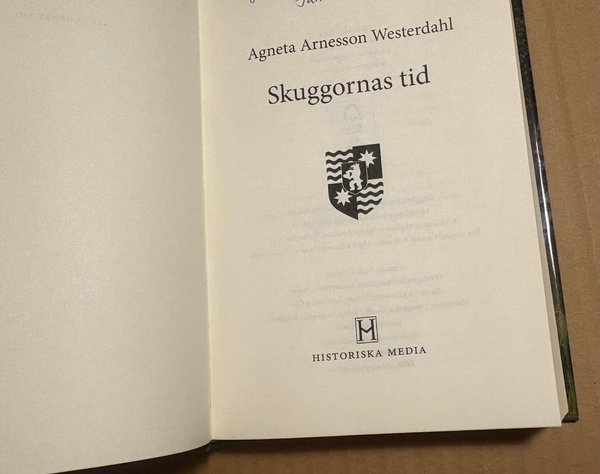 Agneta Arnesson Westerdahl
Skuggornas tid
H
HISTORISKA MEDIA